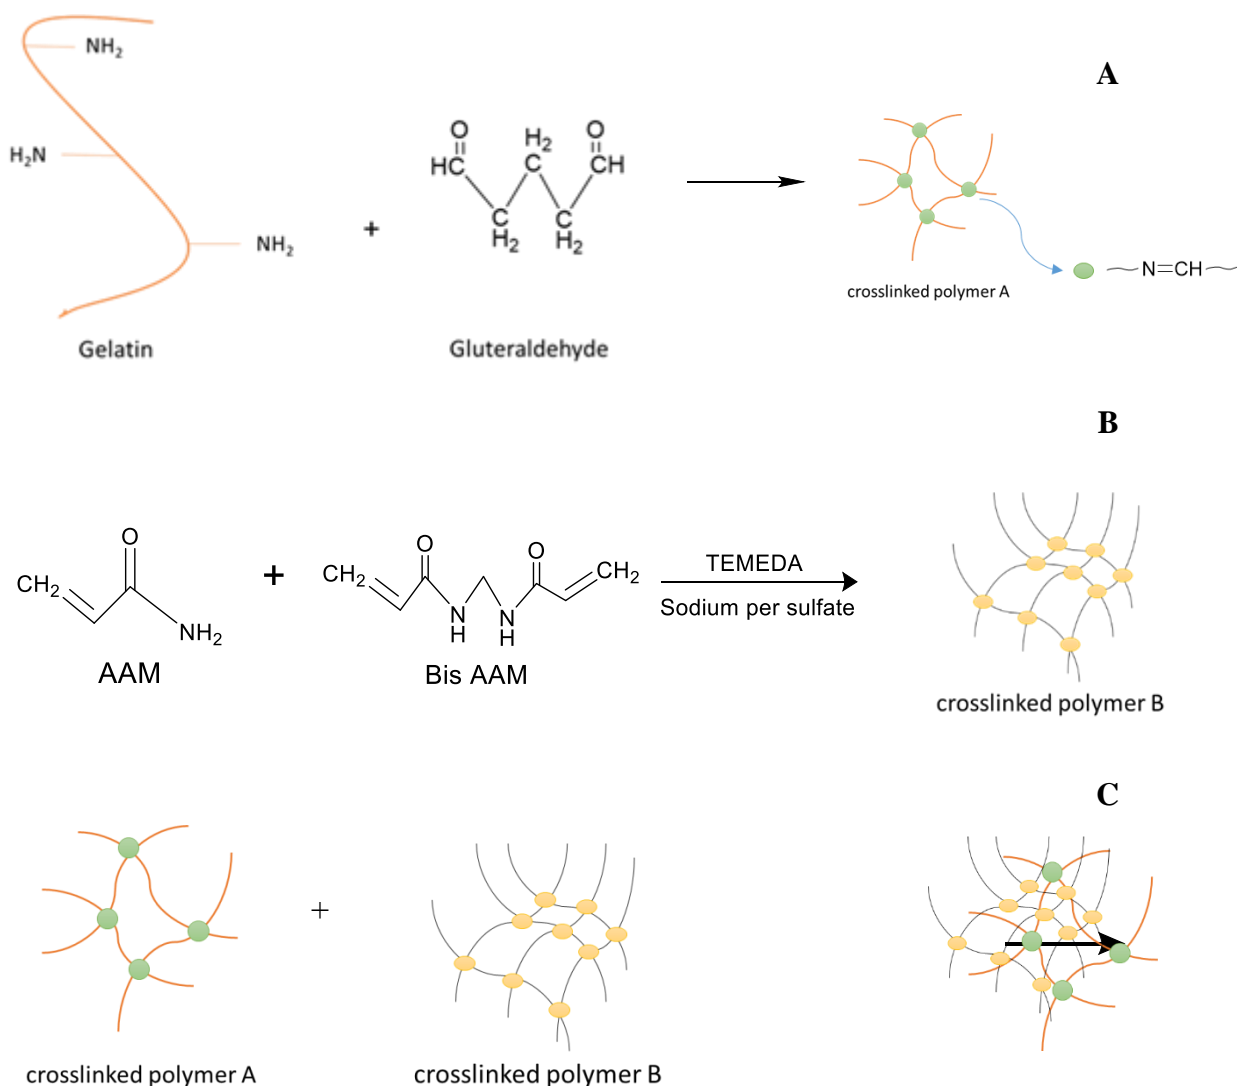 A
NH2
H2N
NH2
+
O
HC
H2
C
O
CH
C
H2
C
H2
N=CH
crosslinked polymer A
Gelatin
Gluteraldehyde
B
CH2
O
NH2
AAM
+
CH2
O
N
H
N
H
O
CH2
Bis AAM
TEMEDA
Sodium per sulfate
crosslinked polymer B
C
+
crosslinked polymer A
crosslinked polymer B